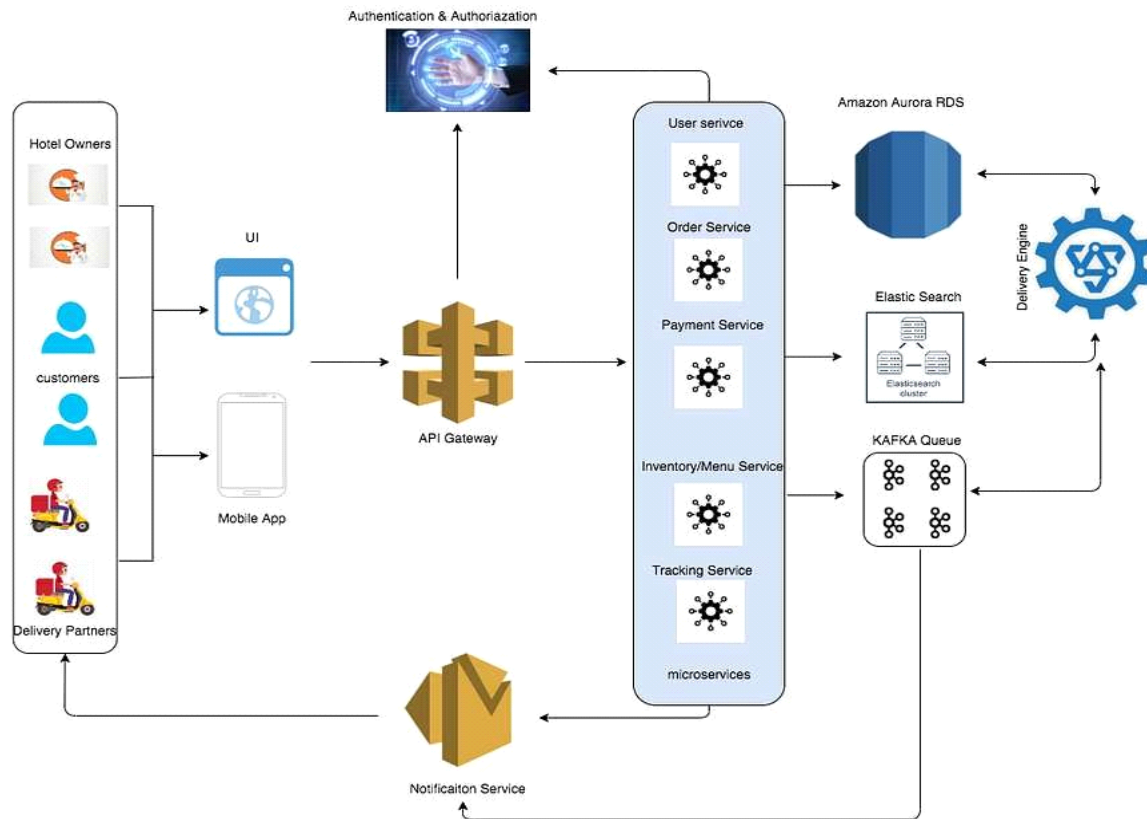 Authentication & Authoriazation
Hotel Owners
UI
customers
Mobile App
Delivery Partners
API Gateway
User serivce
Order Service
Payment Service
Inventory/Menu Service
Tracking Service
microservices
Amazon Aurora RDS
Elastic Search
Elasticsearch
cluster
KAFKA Queue
Delivery Engine
Notificaiton Service